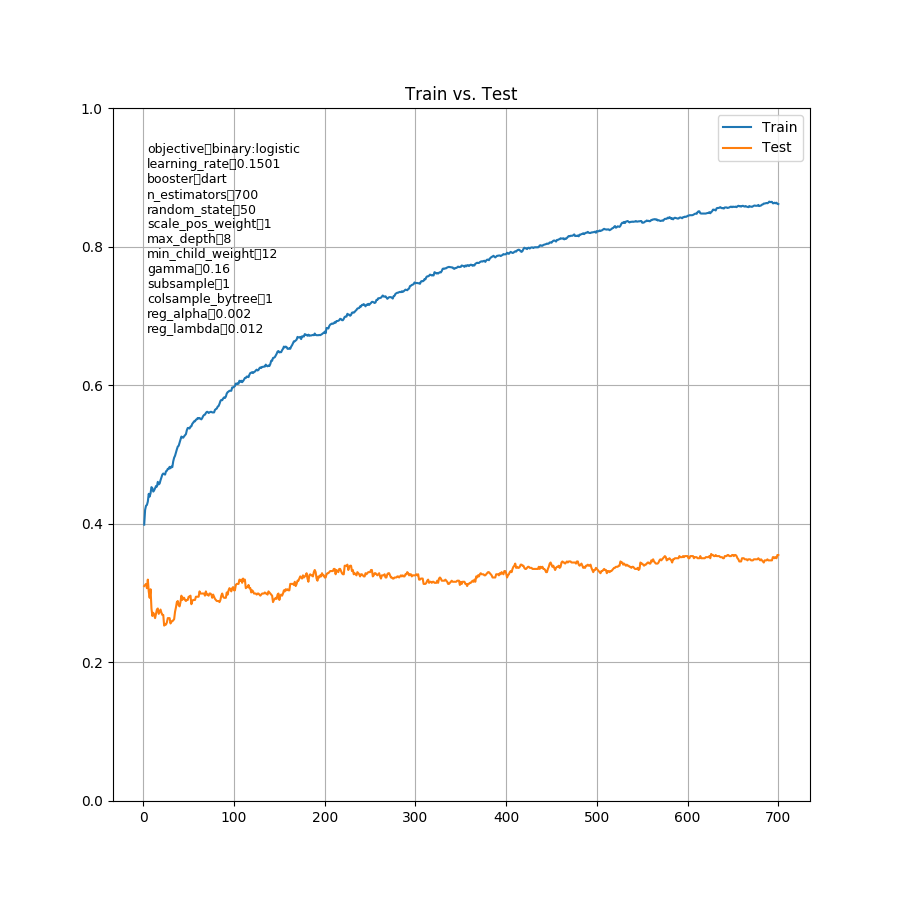 Train vs. Test
1.0
0.8
0.6
0.4
0.2
0.0
objective▯binary:logistic
learning_rate▯0.1501
booster▯dart
n_estimators▯700
random_state▯50
scale_pos_weight▯1
max_depth▯8
min_child_weight▯12
gamma▯0.16
subsample▯1
colsample_bytree▯1
reg_alpha▯0.002
reg_lambda▯0.012
Train
Test
0 100 200 300 400 500 600 700